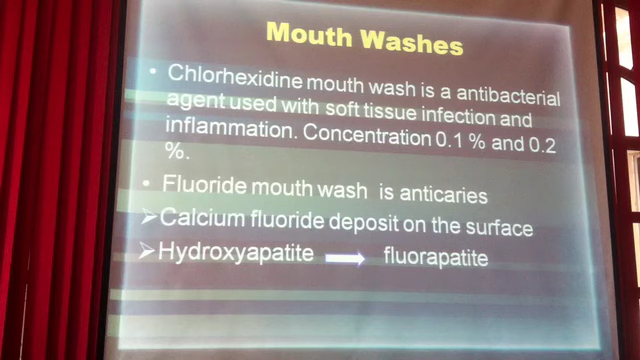 Mouth Washes
• Chlorhexidine mouth wash is a antibacterial
agent used with soft tissue infection and
inflammation. Concentration 0.1 % and 0.2
%.
• Fluoride mouth wash is anticaries
➢Calcium fluoride deposit on the surface
➢Hydroxyapatite ➡ fluorapatite